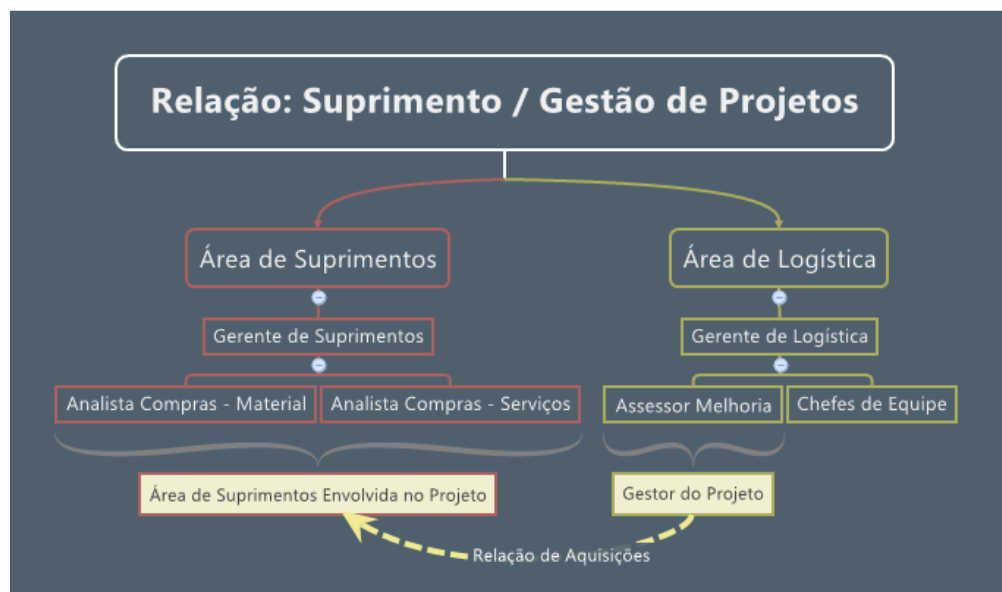 Relação: Suprimento / Gestão de Projetos
Área de Suprimentos
Área de Logística
Gerente de Suprimentos
Gerente de Logística
Analista Compras - Material
Analista Compras - Serviços
Assessor Melhoria
Chefes de Equipe
Área de Suprimentos Envolvida no Projeto
Gestor do Projeto
Relação de Aquisições